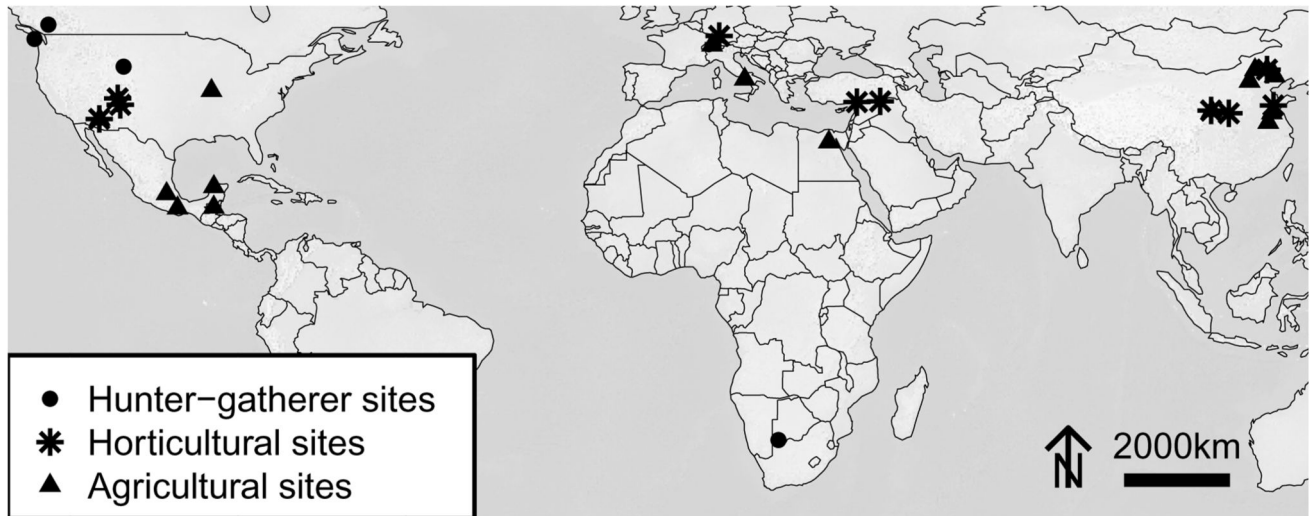 Hunter−gatherer sites
Horticultural sites
Agricultural sites
N
2000km